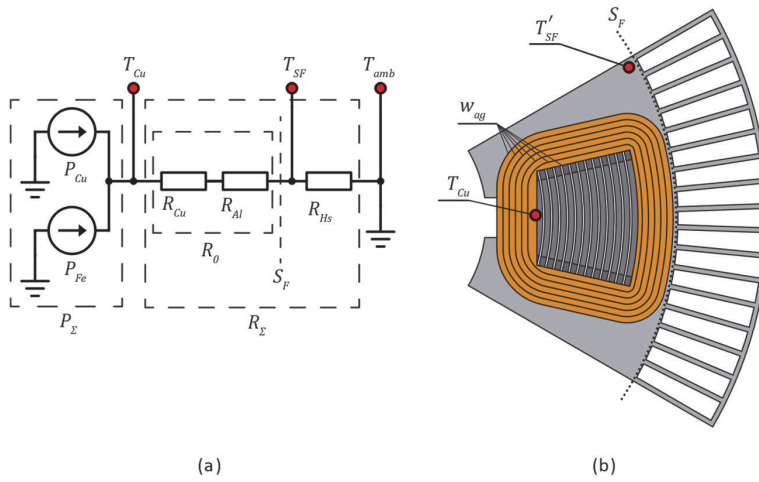 T_Cu
T_SF
T_amb
P_Cu
R_Cu
R_Al
R_Hs
R_0
P_Fe
S_F
P_Σ
R_Σ
(a)
T'_SF
S_F
w_ag
T_Cu
(b)